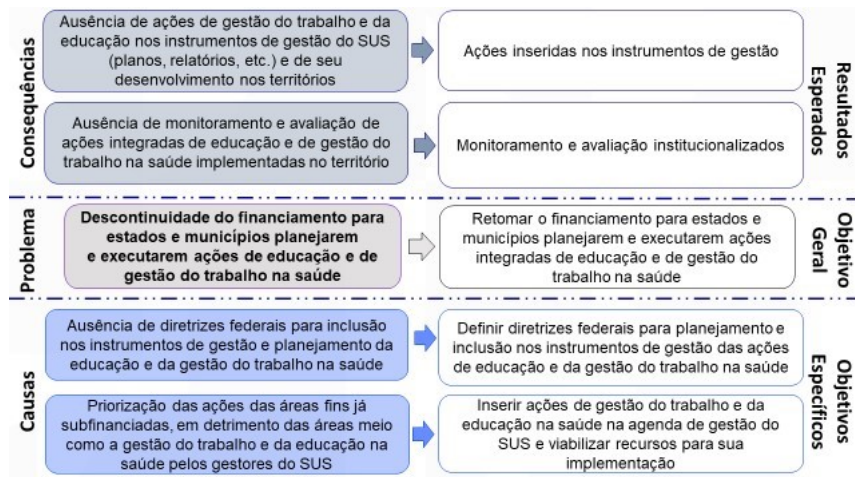 Consequências
Ausência de ações de gestão do trabalho e da
educação nos instrumentos de gestão do SUS
(planos, relatórios, etc.) e de seu
desenvolvimento nos territórios
Ações inseridas nos instrumentos de gestão
Ausência de monitoramento e avaliação de
ações integradas de educação e de gestão do
trabalho na saúde implementadas no território
Monitoramento e avaliação institucionalizados
Resultados
Esperados
Problema
Descontinuidade do financiamento para
estados e municípios planejarem
e executarem ações de educação e de
gestão do trabalho na saúde
Retomar o financiamento para estados e
municípios planejarem e executarem ações
integradas de educação e de gestão do
trabalho na saúde
Objetivo
Geral
Causas
Ausência de diretrizes federais para inclusão
nos instrumentos de gestão e planejamento da
educação e da gestão do trabalho na saúde
Definir diretrizes federais para planejamento e
inclusão nos instrumentos de gestão das ações
de educação e da gestão do trabalho na saúde
Priorização das ações das áreas fins já
subfinanciadas, em detrimento das áreas meio
como a gestão do trabalho e da educação na
saúde pelos gestores do SUS
Inserir ações de gestão do trabalho e da
educação na saúde na agenda de gestão do
SUS e viabilizar recursos para sua
implementação
Objetivos
Específicos